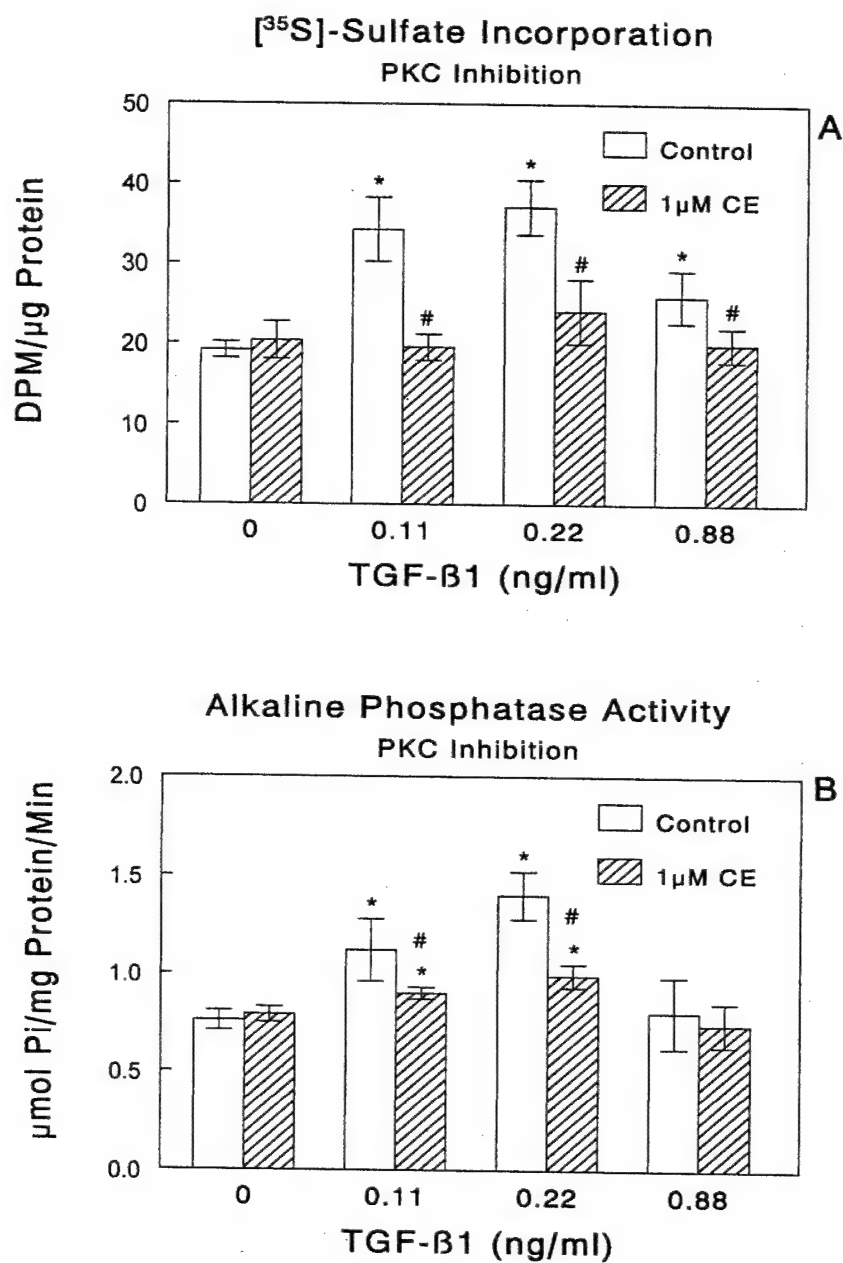 [³⁵S]-Sulfate Incorporation
PKC Inhibition
A
Control
1µM CE
DPM/µg Protein
50
40
30
20
10
0
*
#
*
#
*
#
0 0.11 0.22 0.88
TGF-ß1 (ng/ml)
Alkaline Phosphatase Activity
PKC Inhibition
B
Control
1µM CE
µmol Pi/mg Protein/Min
2.0
1.5
1.0
0.5
0.0
*
#
*
*
#
*
0 0.11 0.22 0.88
TGF-ß1 (ng/ml)